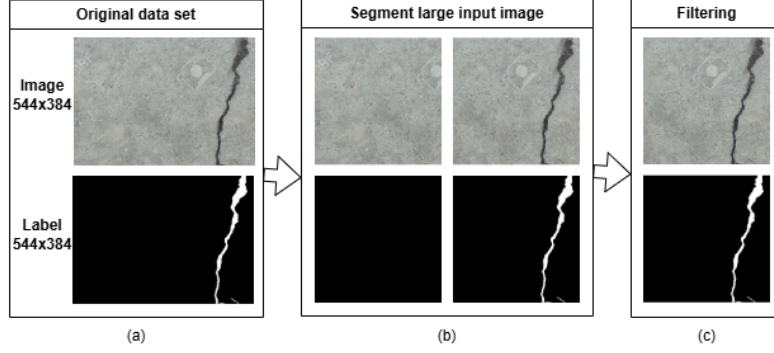 Original data set
Segment large input image
Filtering
Image
544x384
Label
544x384
(a)
(b)
(c)